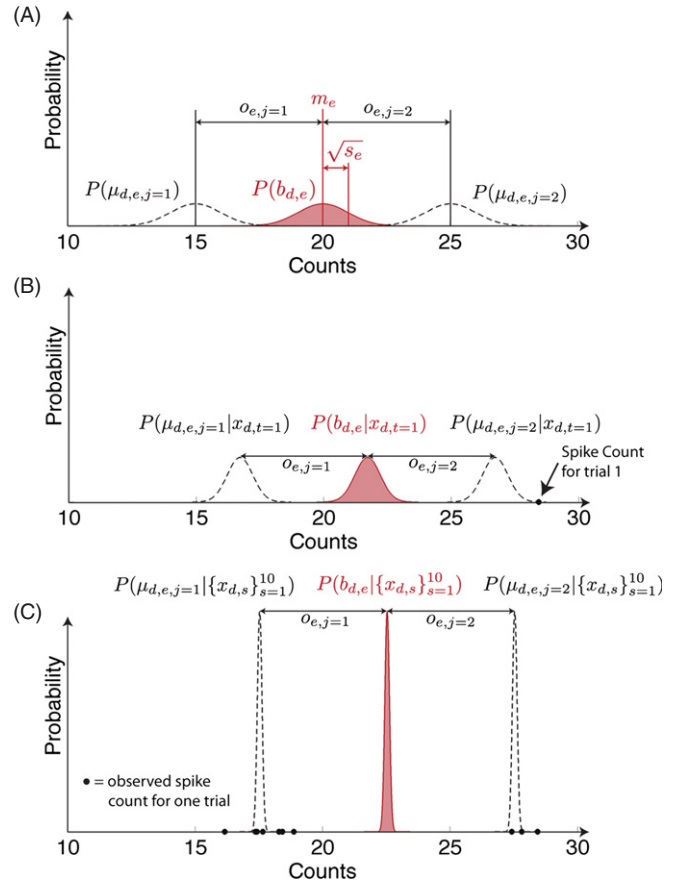 (A)
Probability
o_{e,j=1} m_e o_{e,j=2}
√s_e
P(μ_{d,e,j=1}) P(b_{d,e}) P(μ_{d,e,j=2})
10 15 20 25 30
Counts
(B)
Probability
P(μ_{d,e,j=1}|x_{d,t=1}) P(b_{d,e}|x_{d,t=1}) P(μ_{d,e,j=2}|x_{d,t=1})
o_{e,j=1} o_{e,j=2}
Spike Count
for trial 1
10 15 20 25 30
Counts
P(μ_{d,e,j=1}|{x_{d,s}}_{s=1}^{10}) P(b_{d,e}|{x_{d,s}}_{s=1}^{10}) P(μ_{d,e,j=2}|{x_{d,s}}_{s=1}^{10})
(C)
Probability
o_{e,j=1} o_{e,j=2}
• = observed spike
count for one trial
10 15 20 25 30
Counts